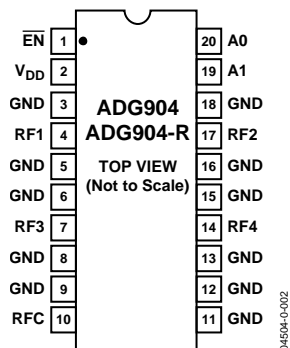 EN 1 20 A0
VDD 2 19 A1
GND 3 18 GND
RF1 4 17 RF2
GND 5 16 GND
GND 6 15 GND
RF3 7 14 RF4
GND 8 13 GND
GND 9 12 GND
RFC 10 11 GND
ADG904
ADG904-R
TOP VIEW
(Not to Scale)
04504-0-002